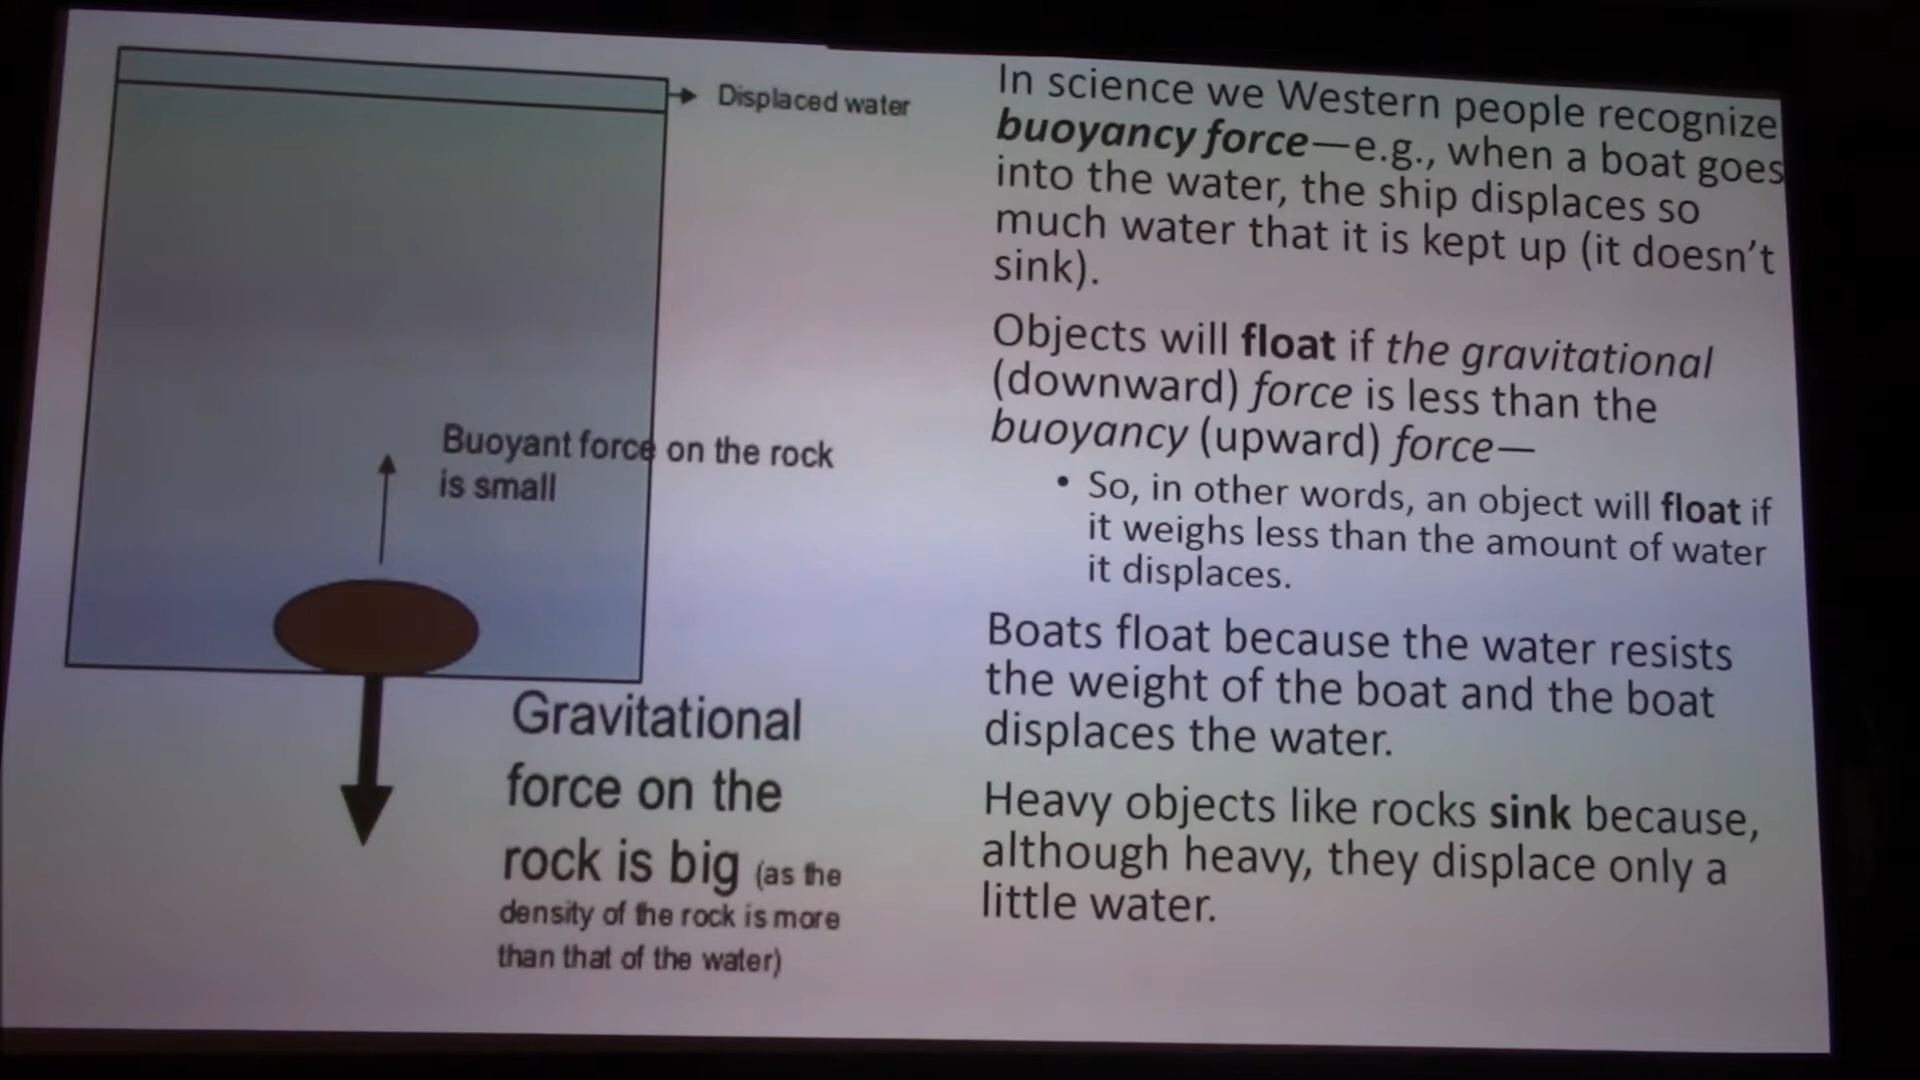 Displaced water
Buoyant force on the rock
is small
Gravitational
force on the
rock is big (as the
density of the rock is more
than that of the water)
In science we Western people recognize
buoyancy force—e.g., when a boat goes
into the water, the ship displaces so
much water that it is kept up (it doesn't
sink).
Objects will float if the gravitational
(downward) force is less than the
buoyancy (upward) force—
• So, in other words, an object will float if
it weighs less than the amount of water
it displaces.
Boats float because the water resists
the weight of the boat and the boat
displaces the water.
Heavy objects like rocks sink because,
although heavy, they displace only a
little water.